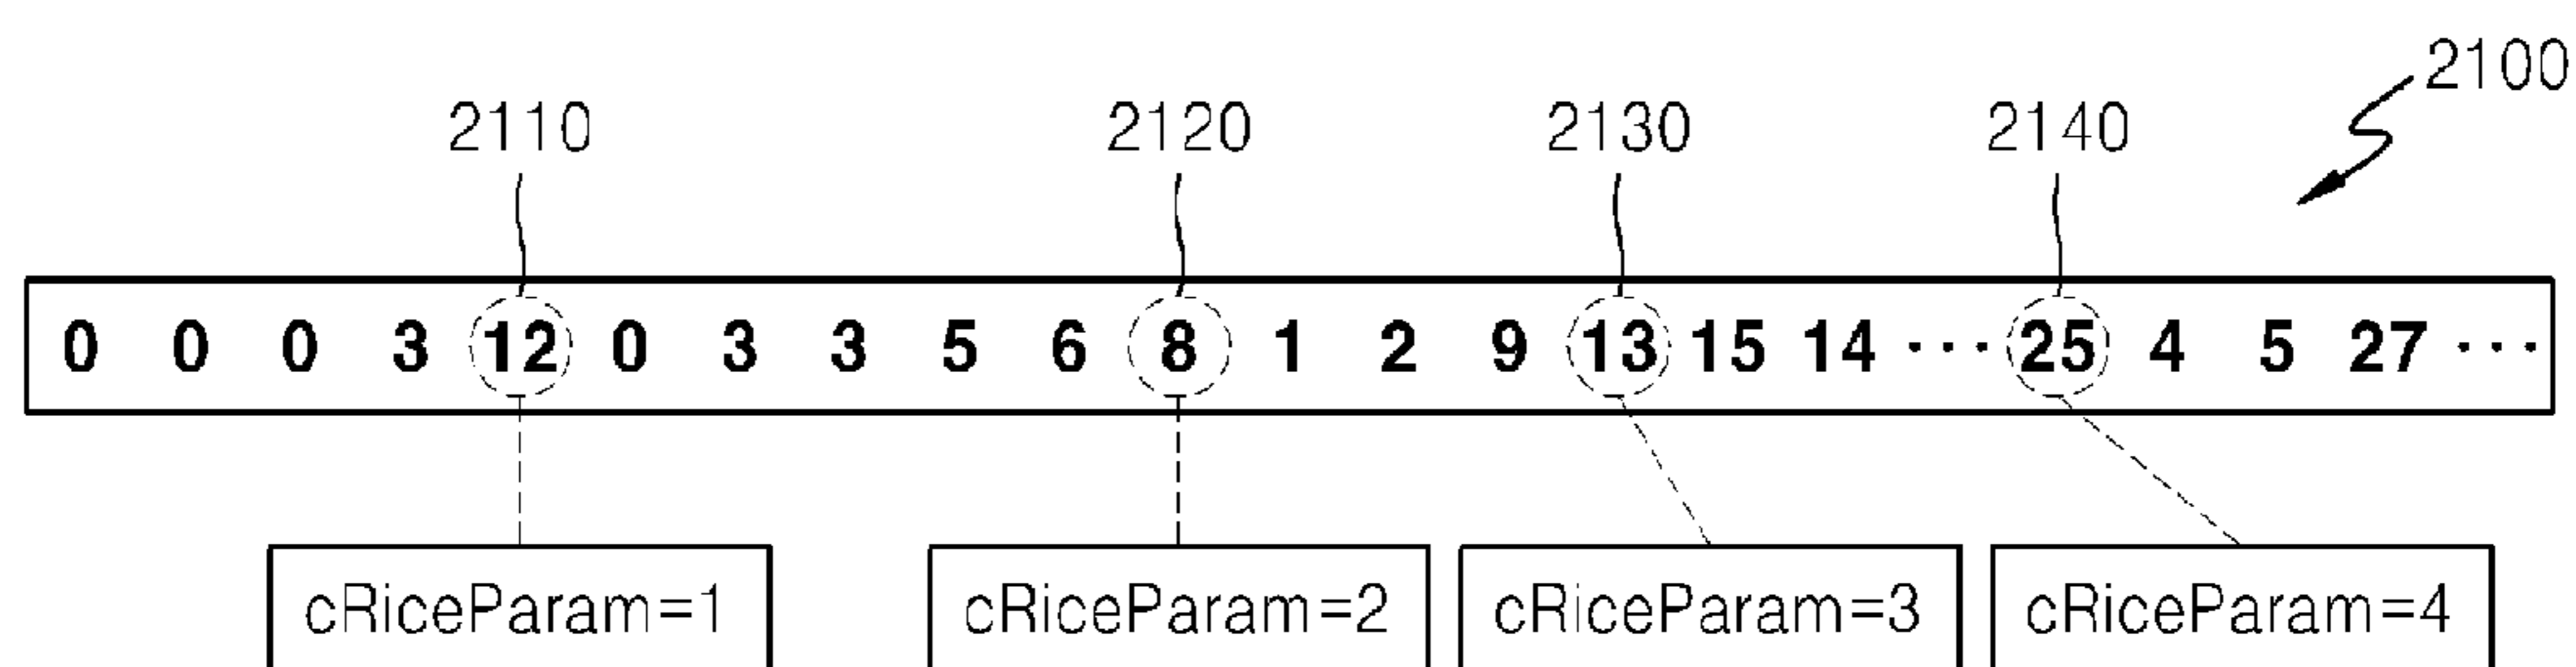 2100
2110 2120 2130 2140
0 0 0 3 12 0 3 3 5 6 8 1 2 9 13 15 14 ··· 25 4 5 27 ···
cRiceParam=1 cRiceParam=2 cRiceParam=3 cRiceParam=4